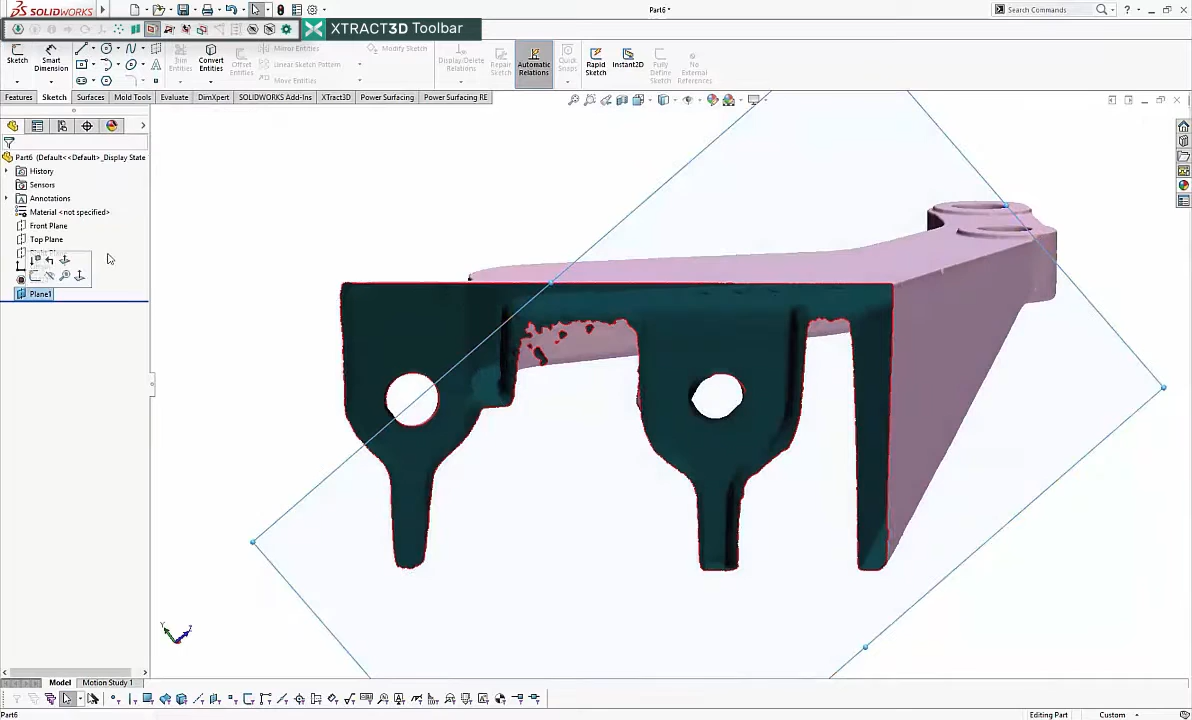 SOLIDWORKS
Part6 *
Search Commands
XTRACT3D Toolbar
Sketch
Smart
Dimension
Trim
Entities
Convert
Entities
Offset
Entities
Mirror Entities
Linear Sketch Pattern
Move Entities
Modify Sketch
Display/Delete
Relations
Repair
Sketch
Automatic
Relations
Quick
Snaps
Rapid
Sketch
Instant2D
Fully
Define
Sketch
No
External
References
Features
Sketch
Surfaces
Mold Tools
Evaluate
DimXpert
SOLIDWORKS Add-Ins
XTract3D
Power Surfacing
Power Surfacing RE
Part6 (Default<<Default>_Display State
History
Sensors
Annotations
Material <not specified>
Front Plane
Top Plane
Plane1
Y
Z
Model
Motion Study 1
Part6
Editing Part
Custom